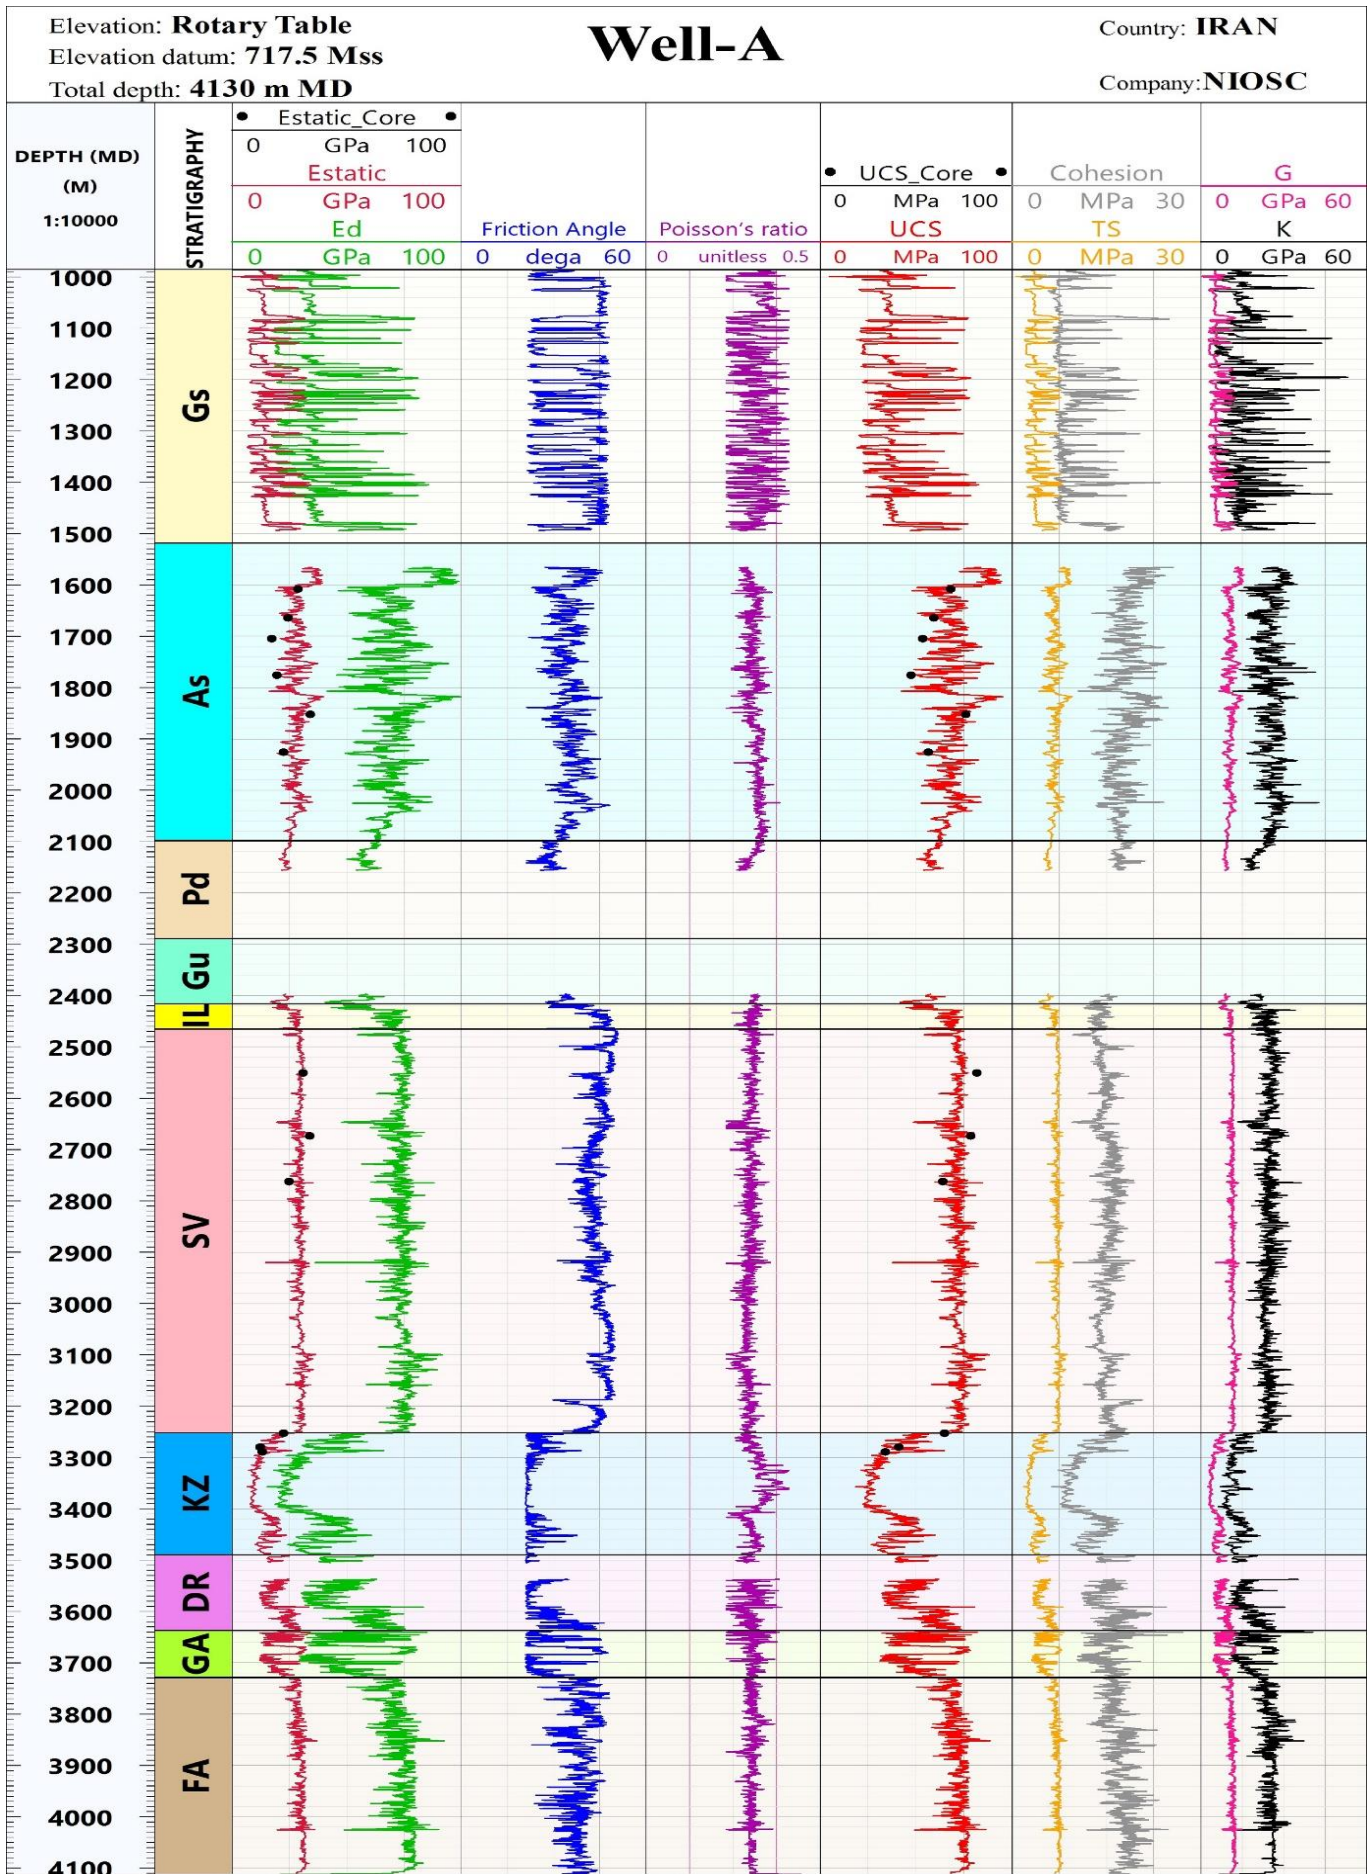 Elevation: Rotary Table
Elevation datum: 717.5 Mss
Total depth: 4130 m MD
Well-A
Country: IRAN
Company:NIOSC
DEPTH (MD)
(M)
1:10000
STRATIGRAPHY
Estatic_Core
0 GPa 100
Estatic
0 GPa 100
Ed
0 GPa 100
Friction Angle
0 dega 60
Poisson's ratio
0 unitless 0.5
UCS_Core
0 MPa 100
UCS
0 MPa 100
Cohesion
0 MPa 30
TS
0 MPa 30
G
0 GPa 60
K
0 GPa 60
1000
1100
1200
1300
1400
1500
1600
1700
1800
1900
2000
2100
2200
2300
2400
2500
2600
2700
2800
2900
3000
3100
3200
3300
3400
3500
3600
3700
3800
3900
4000
4100
Gs
As
Pd
Gu
IL
SV
KZ
DR
GA
FA